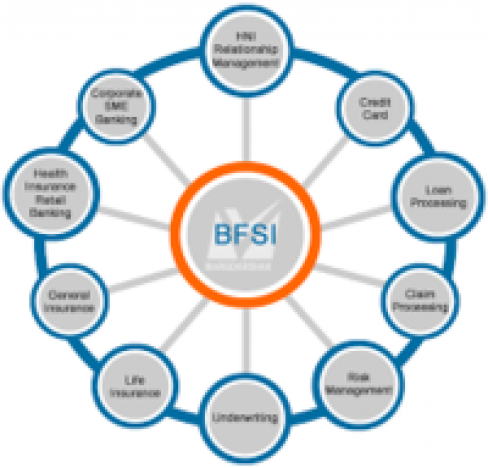 HNI
Relationship
Management
Credit
Card
Loan
Processing
Claim
Processing
Risk
Management
Underwriting
Life
Insurance
General
Insurance
Health
Insurance
Retail
Banking
Corporate
SME
Banking
BFSI